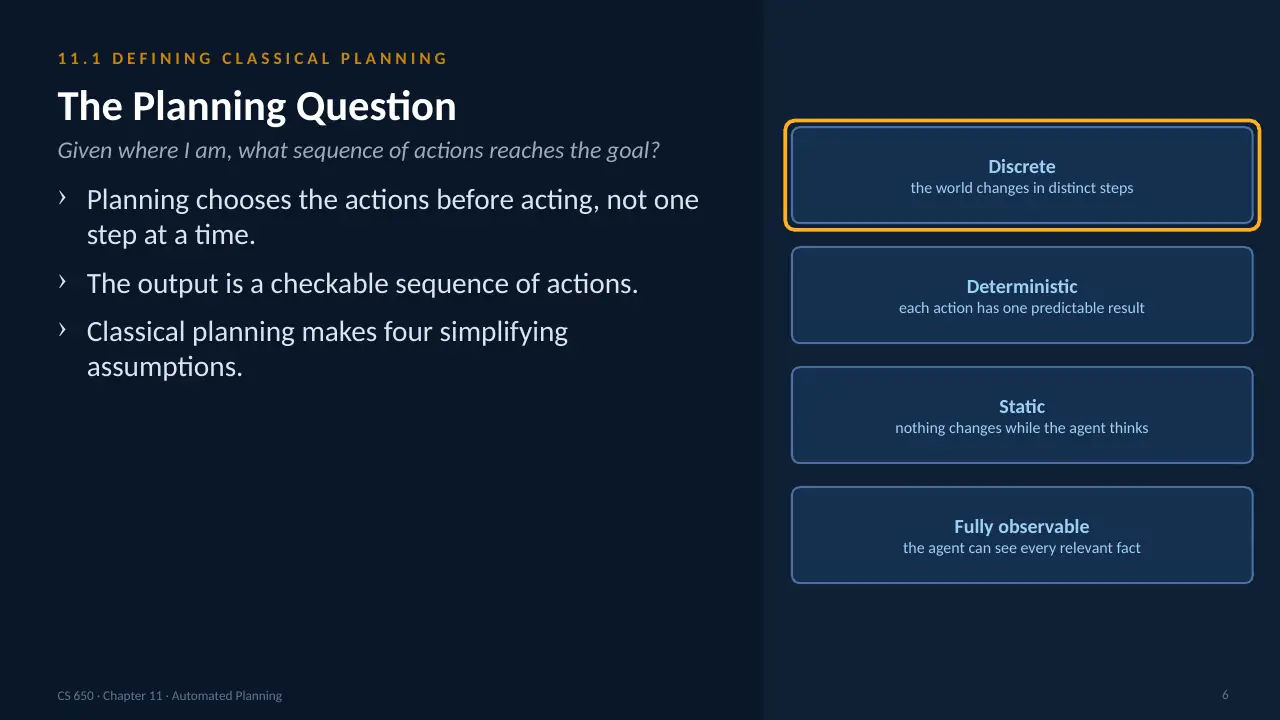 11.1 DEFINING CLASSICAL PLANNING
The Planning Question
Given where I am, what sequence of actions reaches the goal?
› Planning chooses the actions before acting, not one
step at a time.
› The output is a checkable sequence of actions.
› Classical planning makes four simplifying
assumptions.
Discrete
the world changes in distinct steps
Deterministic
each action has one predictable result
Static
nothing changes while the agent thinks
Fully observable
the agent can see every relevant fact
CS 650 · Chapter 11 · Automated Planning
6